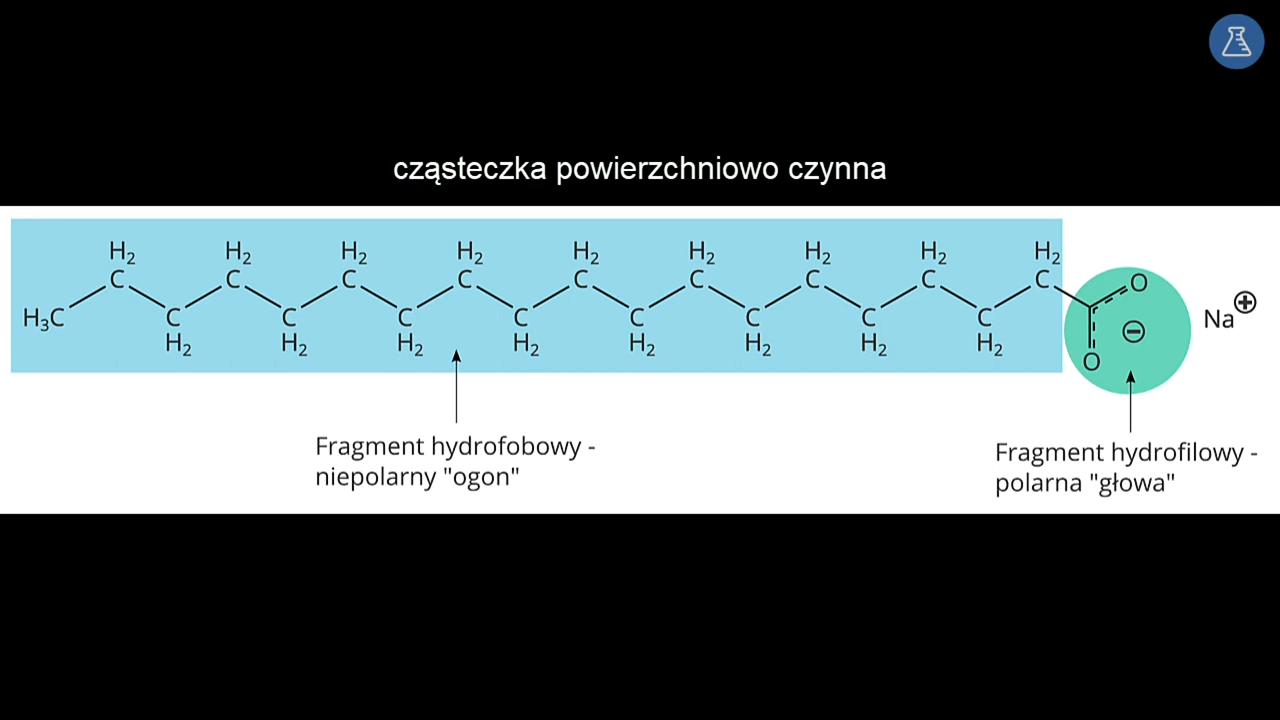 cząsteczka powierzchniowo czynna
H₂ H₂ H₂ H₂ H₂ H₂ H₂ H₂ H₂
C C C C C C C C C O
H₃C C C C C C C C C Na⊕
H₂ H₂ H₂ H₂ H₂ H₂ H₂ H₂ ⊖
O
Fragment hydrofobowy -
niepolarny "ogon"
Fragment hydrofilowy -
polarna "głowa"